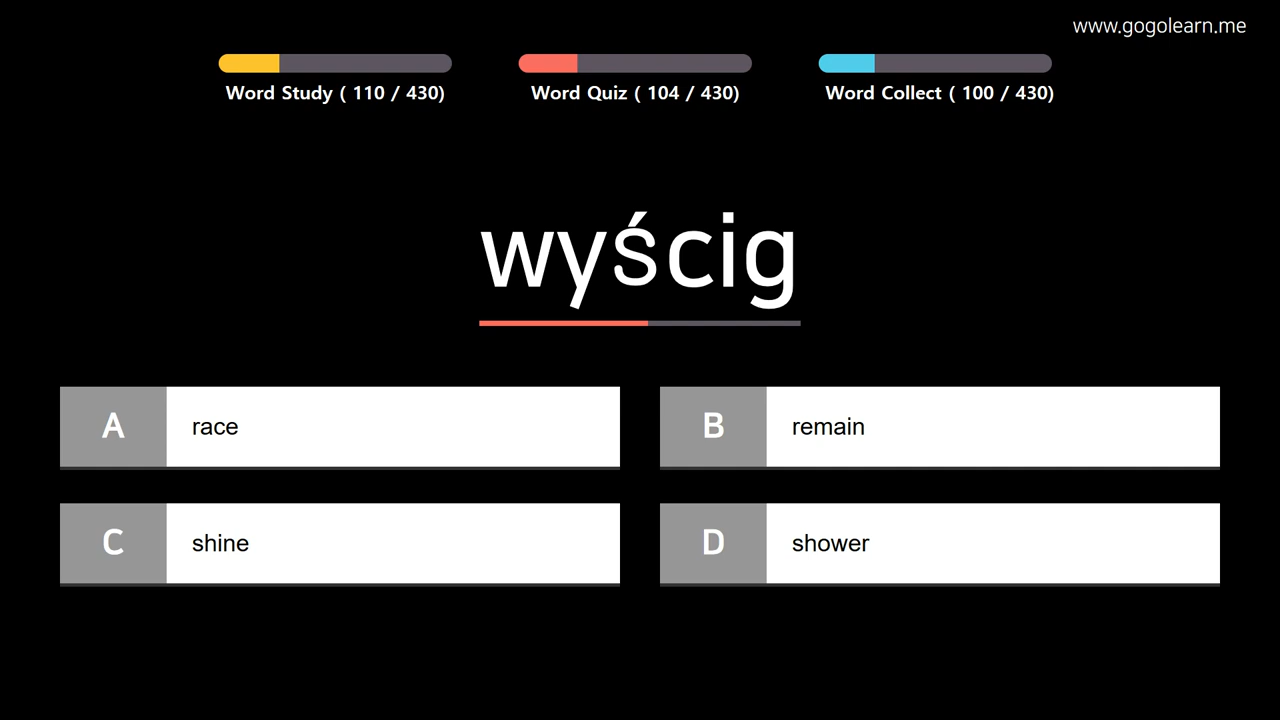 www.gogolearn.me
Word Study ( 110 / 430)
Word Quiz ( 104 / 430)
Word Collect ( 100 / 430)
wyścig
A race
B remain
C shine
D shower